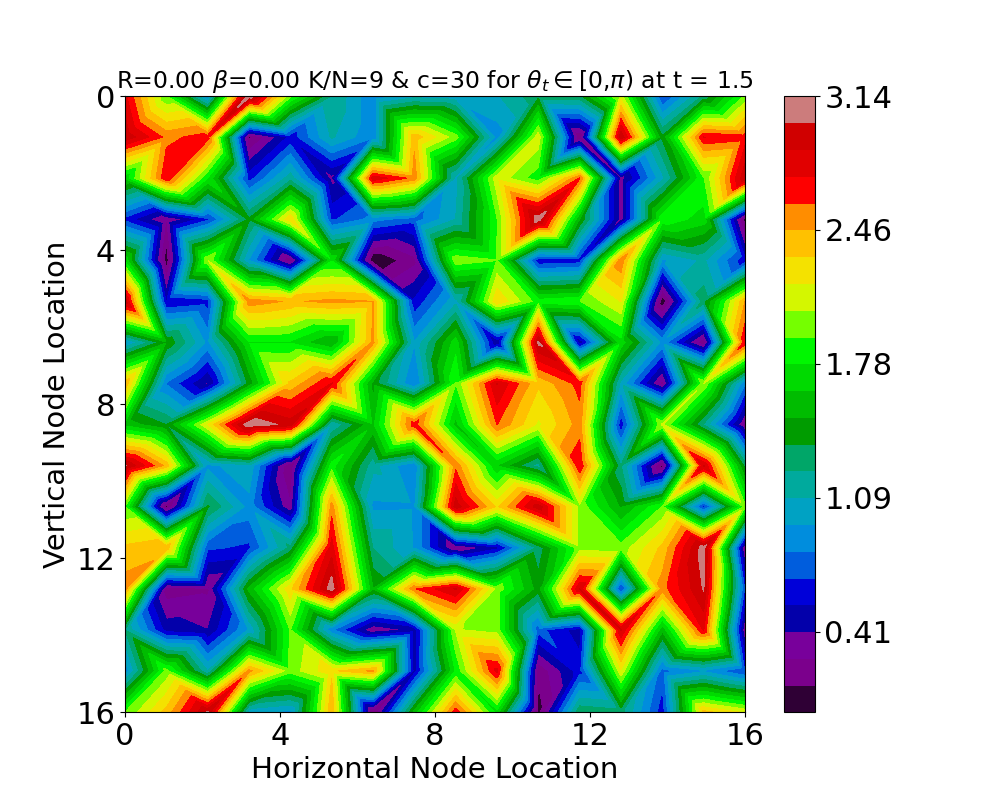 R=0.00 β=0.00 K/N=9 & c=30 for θₜ ∈ [0,π) at t = 1.5
0
4
8
12
16
Vertical Node Location
0 4 8 12 16
Horizontal Node Location
3.14
2.46
1.78
1.09
0.41